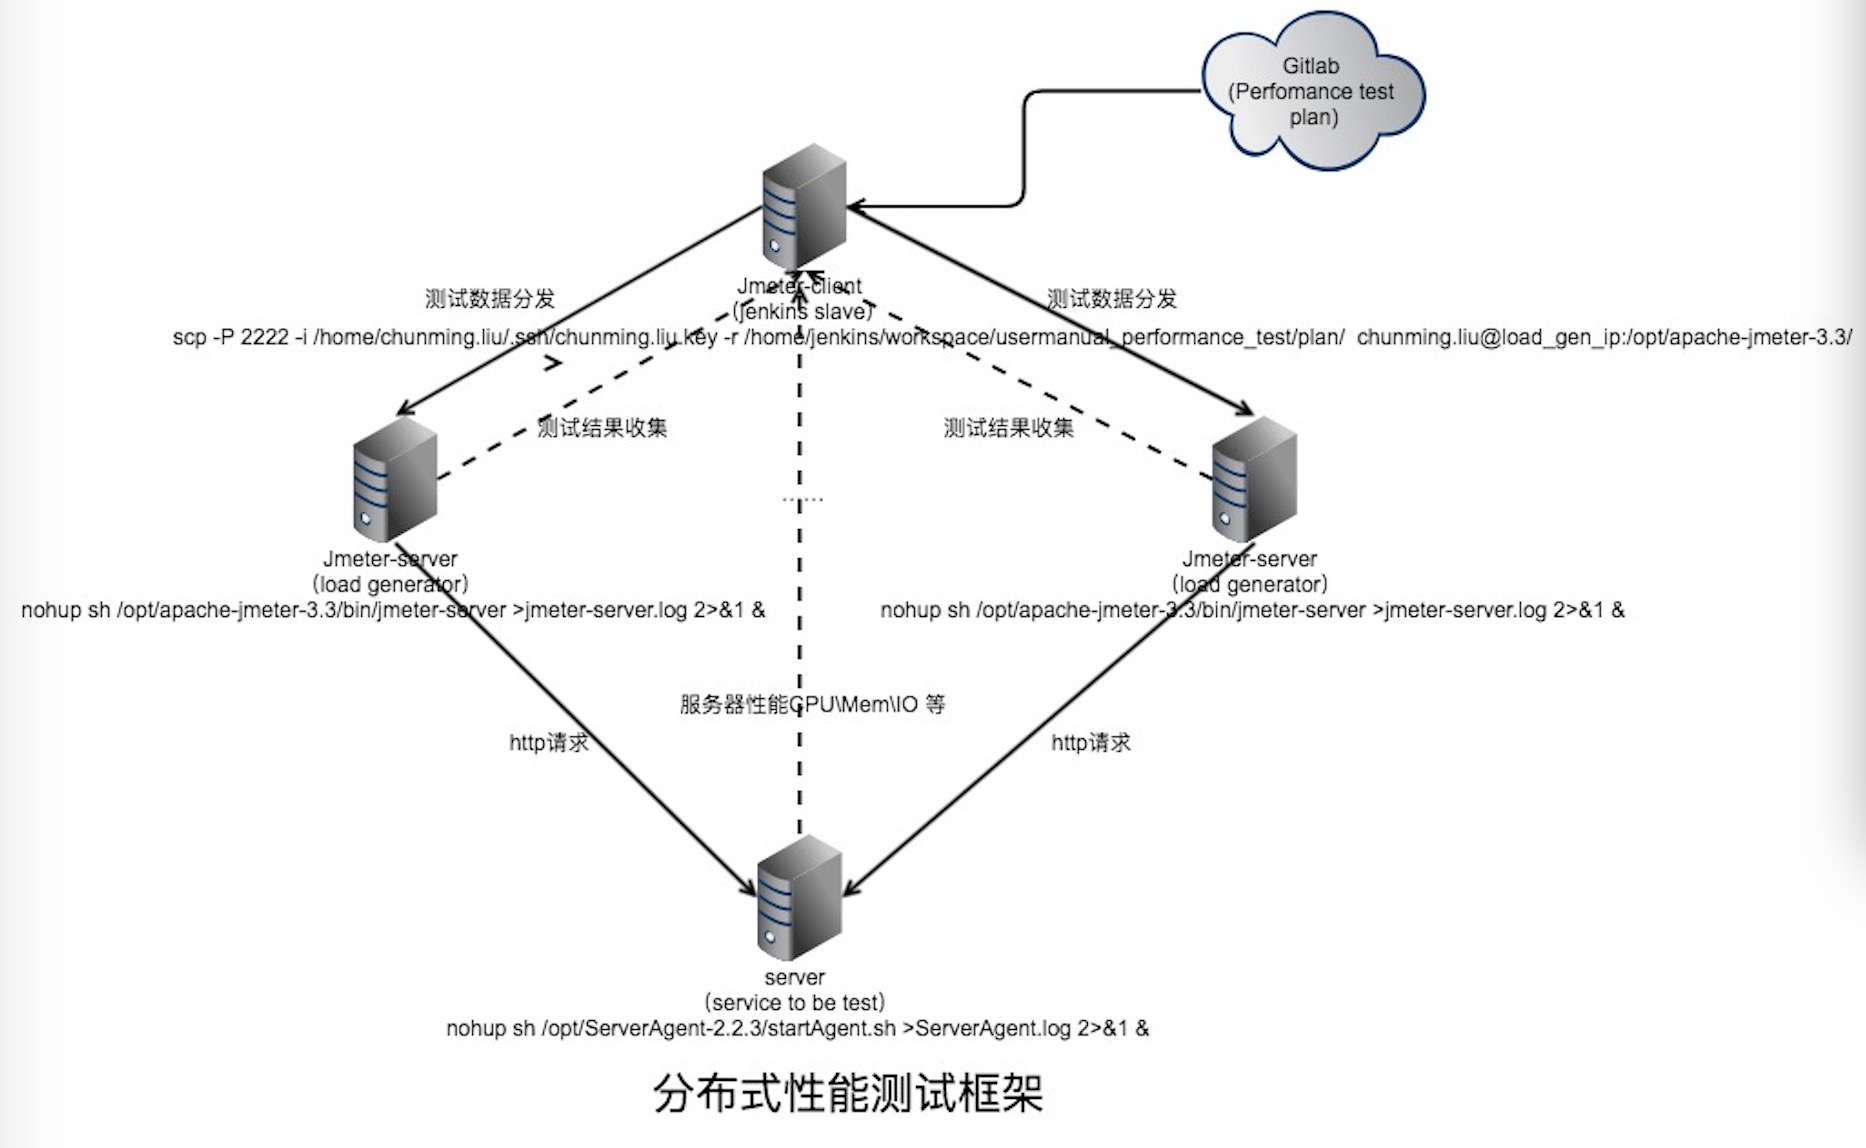 Gitlab
(Perfomance test
plan)
Jmeter-client
(jenkins slave)
测试数据分发
测试数据分发
scp -P 2222 -i /home/chunming.liu/.ssh/chunming.liu.key -r /home/jenkins/workspace/usermanual_performance_test/plan/  chunming.liu@load_gen_ip:/opt/apache-jmeter-3.3/
测试结果收集
测试结果收集
......
Jmeter-server
(load generator)
nohup sh /opt/apache-jmeter-3.3/bin/jmeter-server >jmeter-server.log 2>&1 &
Jmeter-server
(load generator)
nohup sh /opt/apache-jmeter-3.3/bin/jmeter-server >jmeter-server.log 2>&1 &
服务器性能CPU\Mem\IO 等
http请求
http请求
server
(service to be test)
nohup sh /opt/ServerAgent-2.2.3/startAgent.sh >ServerAgent.log 2>&1 &
分布式性能测试框架